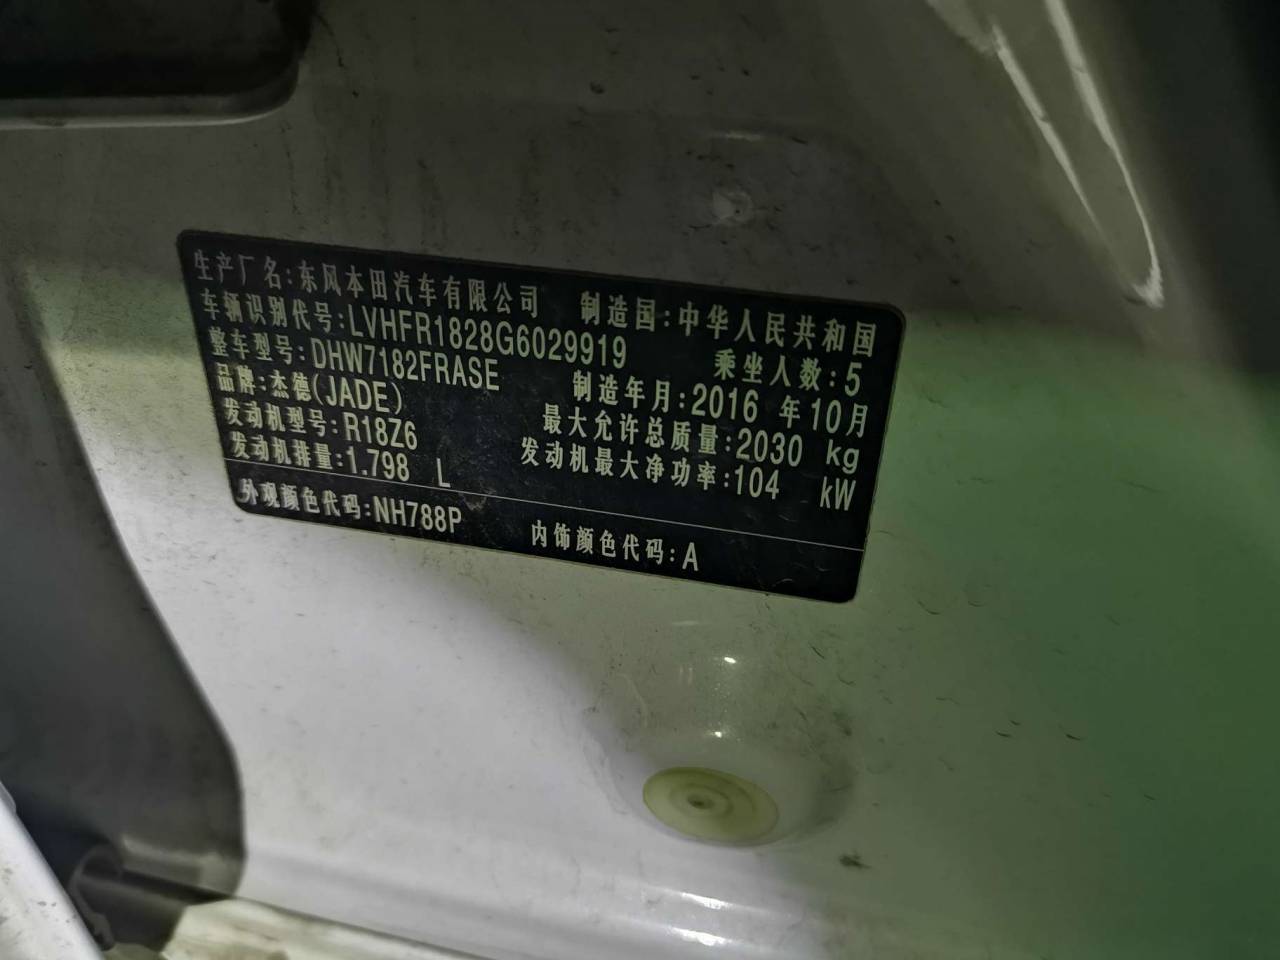 生产厂名:东风本田汽车有限公司 制造国:中华人民共和国
车辆识别代号:LVHFR1828G6029919 乘坐人数:5
整车型号:DHW7182FRASE 制造年月:2016 年10月
品牌:杰德(JADE) 最大允许总质量:2030 kg
发动机型号:R18Z6 发动机最大净功率:104 kW
发动机排量:1.798 L
外观颜色代码:NH788P 内饰颜色代码:A